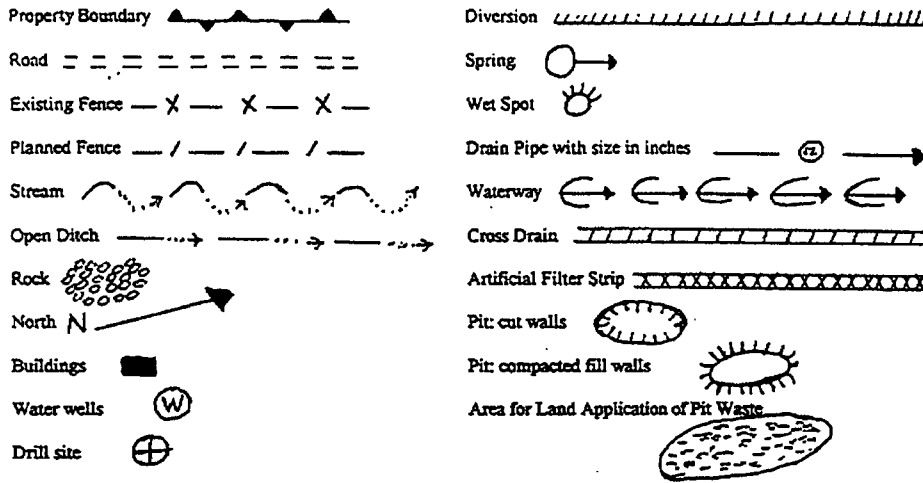 Property Boundary
Road
Existing Fence
Planned Fence
Stream
Open Ditch
Rock
North N
Buildings
Water wells W
Drill site
Diversion
Spring
Wet Spot
Drain Pipe with size in inches 12
Waterway
Cross Drain
Artificial Filter Strip
Pit: cut walls
Pit: compacted fill walls
Area for Land Application of Pit Waste